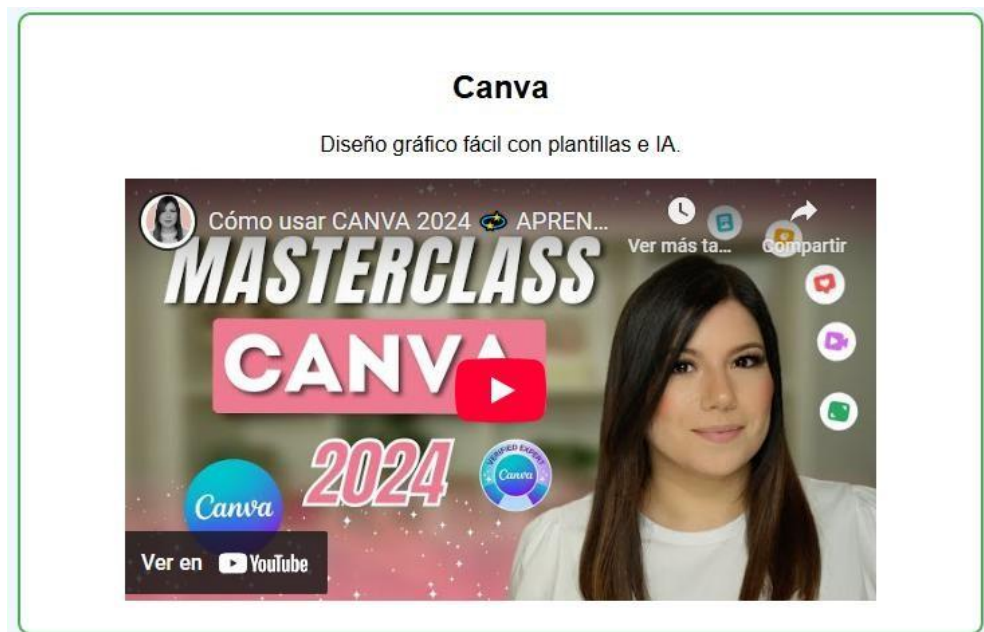 Canva
Diseño gráfico fácil con plantillas e IA.
Cómo usar CANVA 2024 💫 APREN...
Ver más ta...
Compartir
MASTERCLASS
CANVA
2024
VERIFIED EXPERT
Canva
Canva
Ver en YouTube